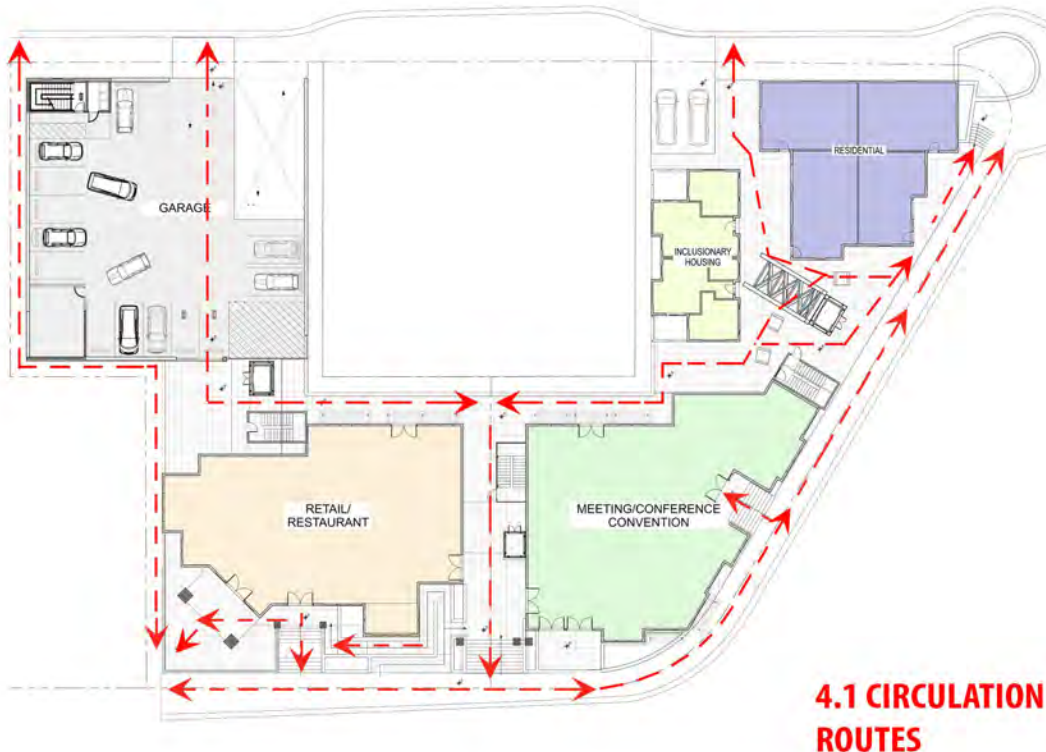 RESIDENTIAL
GARAGE
INCLUSIONARY
HOUSING
RETAIL/
RESTAURANT
MEETING/CONFERENCE
CONVENTION
4.1 CIRCULATION
ROUTES